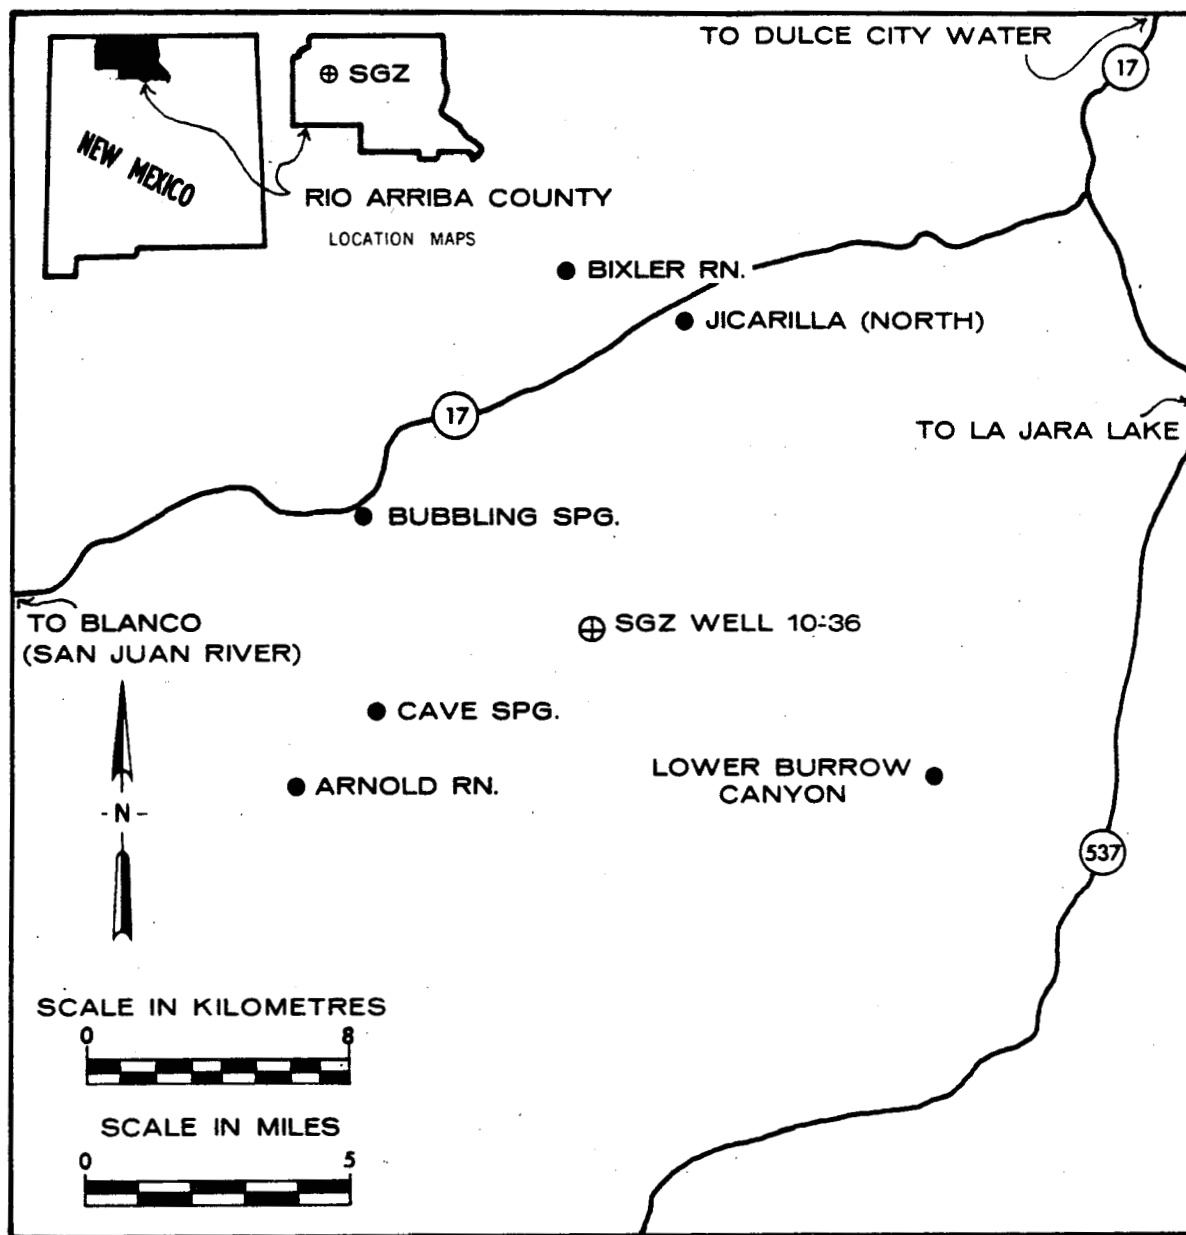 TO DULCE CITY WATER
17
SGZ
NEW MEXICO
RIO ARRIBA COUNTY
LOCATION MAPS
BIXLER RN.
JICARILLA (NORTH)
17
TO LA JARA LAKE
BUBBLING SPG.
TO BLANCO
(SAN JUAN RIVER)
SGZ WELL 10-36
CAVE SPG.
ARNOLD RN.
LOWER BURROW
CANYON
N
537
SCALE IN KILOMETRES
0 8
SCALE IN MILES
0 5